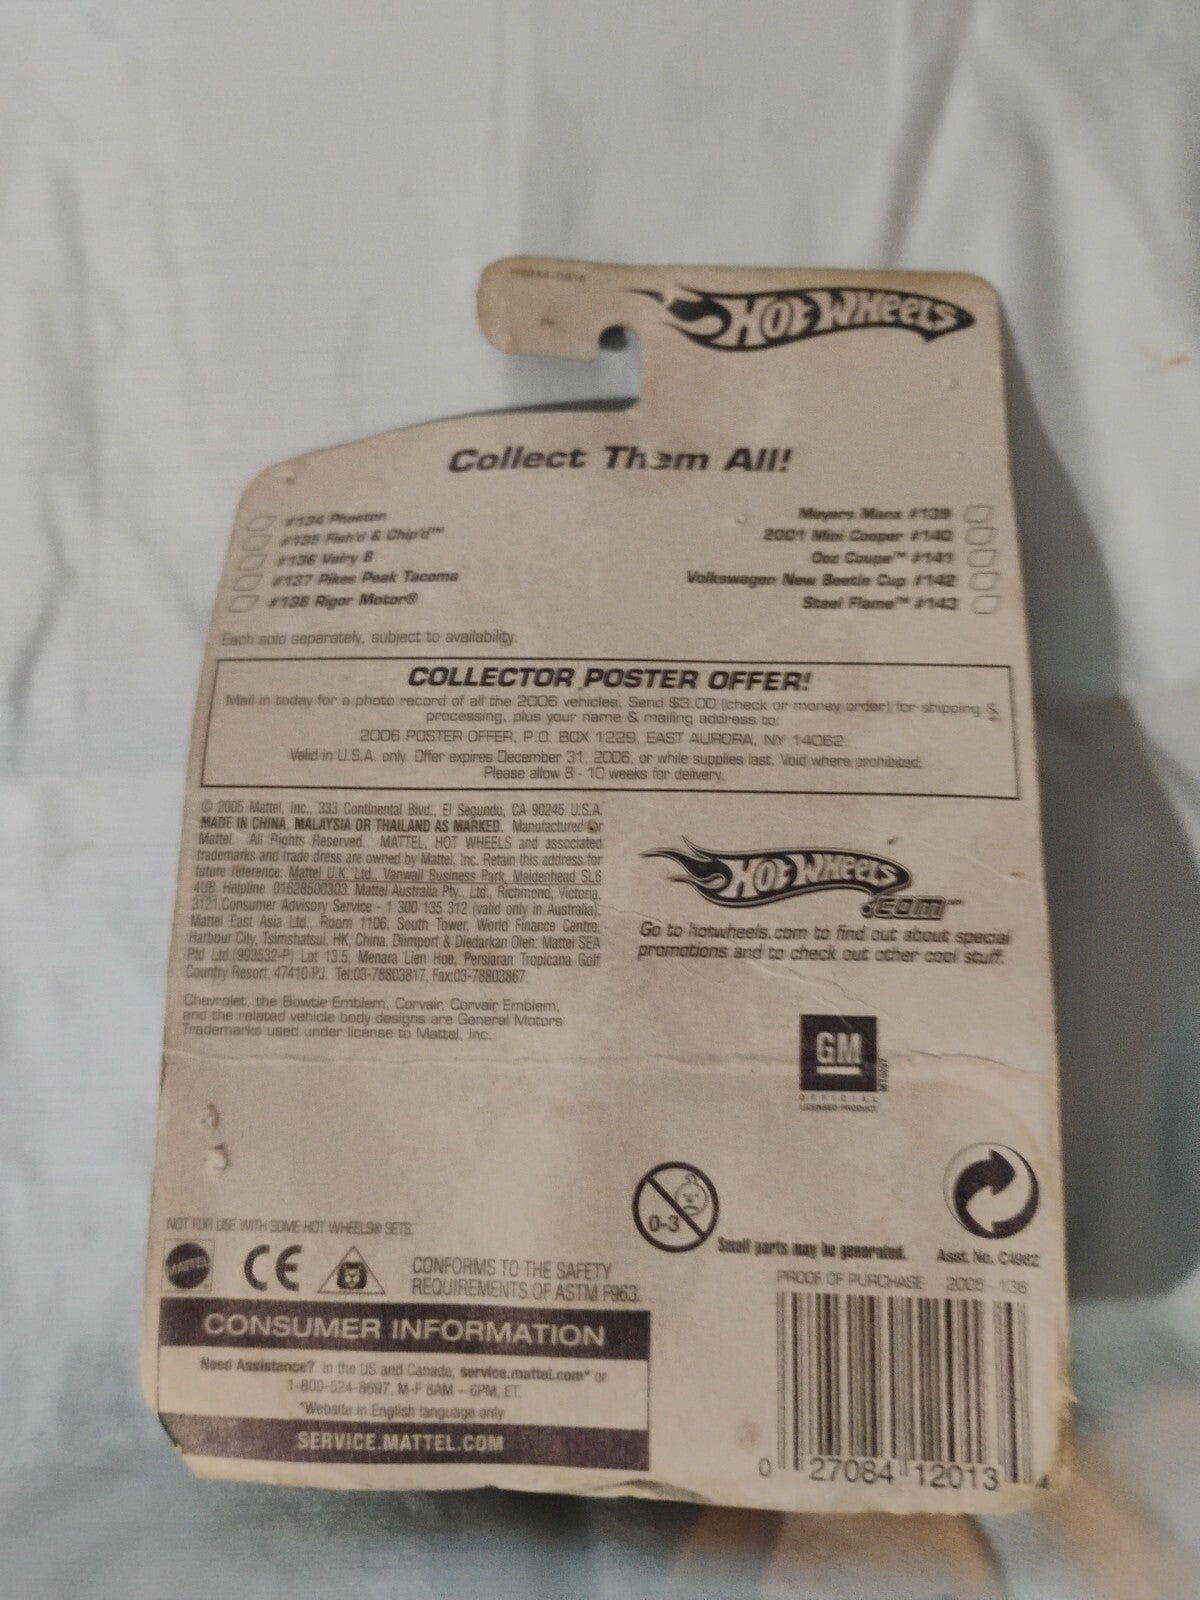 HOT WHEELS
Collect Them All!
#134 Phaeton
#135 Fish'd & Chip'd™
#136 Vairy 8
#137 Pikes Peak Tacoma
#138 Rigor Motor®
Meyers Manx #139
2001 Mini Cooper #140
Ooz Coupe™ #141
Volkswagen New Beetle Cup #142
Steel Flame™ #143
Each sold separately, subject to availability.
COLLECTOR POSTER OFFER!
Mail in today for a photo record of all the 2006 vehicles. Send $3.00 (check or money order) for shipping &
processing, plus your name & mailing address to:
2006 POSTER OFFER, P.O. BOX 1229, EAST AURORA, NY 14052.
Valid in U.S.A. only. Offer expires December 31, 2006, or while supplies last. Void where prohibited.
Please allow 8 - 10 weeks for delivery.
© 2005 Mattel, Inc., 333 Continental Blvd., El Segundo, CA 90245 U.S.A.
MADE IN CHINA, MALAYSIA OR THAILAND AS MARKED. Manufactured for
Mattel. All Rights Reserved. MATTEL, HOT WHEELS and associated
trademarks and trade dress are owned by Mattel, Inc. Retain this address for
future reference: Mattel U.K. Ltd., Vanwall Business Park, Maidenhead SL6
4UB. Helpline 01628500303. Mattel Australia Pty., Ltd., Richmond, Victoria.
3121.Consumer Advisory Service - 1 300 135 312 (valid only in Australia).
Mattel East Asia Ltd., Room 1106, South Tower, World Finance Centre,
Harbour City, Tsimshatsui, HK, China. Diimport & Diedarkan Oleh: Mattel SEA
Ptd Ltd.(993532-P) Lot 13.5, Menara Lien Hoe, Persiaran Tropicana Golf
Country Resort, 47410 PJ. Tel:03-78803817, Fax:03-78803867.
Chevrolet, the Bowtie Emblem, Corvair, Corvair Emblem,
and the related vehicle body designs are General Motors
Trademarks used under license to Mattel, Inc.
HOT WHEELS
.com™
Go to hotwheels.com to find out about special
promotions and to check out other cool stuff.
GM
OFFICIAL
LICENSED PRODUCT
0-3
Small parts may be generated.
Asst. No. C4982
NOT FOR USE WITH SOME HOT WHEELS® SETS.
MATTEL
CE
CONFORMS TO THE SAFETY
REQUIREMENTS OF ASTM F963.
CONSUMER INFORMATION
Need Assistance? In the US and Canada, service.mattel.com* or
1-800-524-8697, M-F 8AM – 6PM, ET.
*Website in English language only
SERVICE.MATTEL.COM
PROOF OF PURCHASE 2005 - 136
0 27084 12013 4